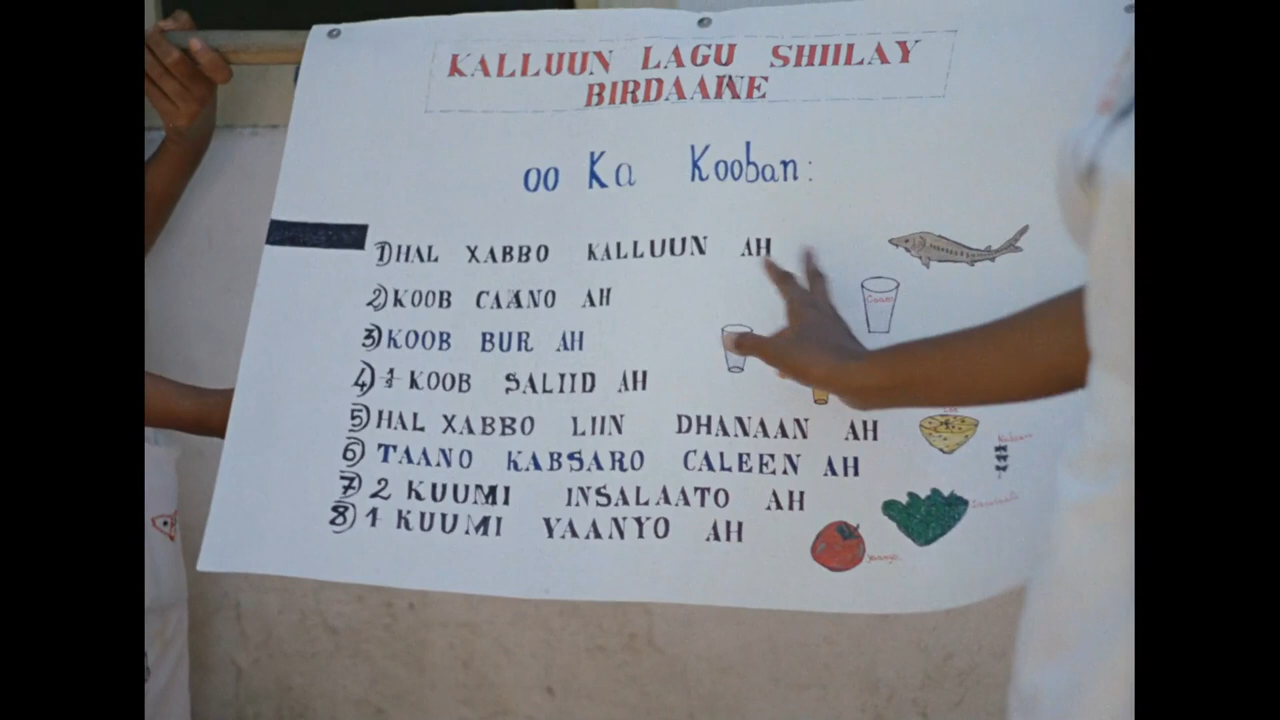 KALLUUN LAGU SHIILAY
BIRDAAWE
oo Ka Kooban:
1) HAL XABBO KALLUUN AH
2) KOOB CAANO AH
Caano
3) KOOB BUR AH
4) KOOB SALIID AH
5) HAL XABBO LIIN DHANAAN AH
6) TAANO KABSARO CALEEN AH
7) 2 KUUMI INSALAATO AH
8) 1 KUUMI YAANYO AH
yaanyo